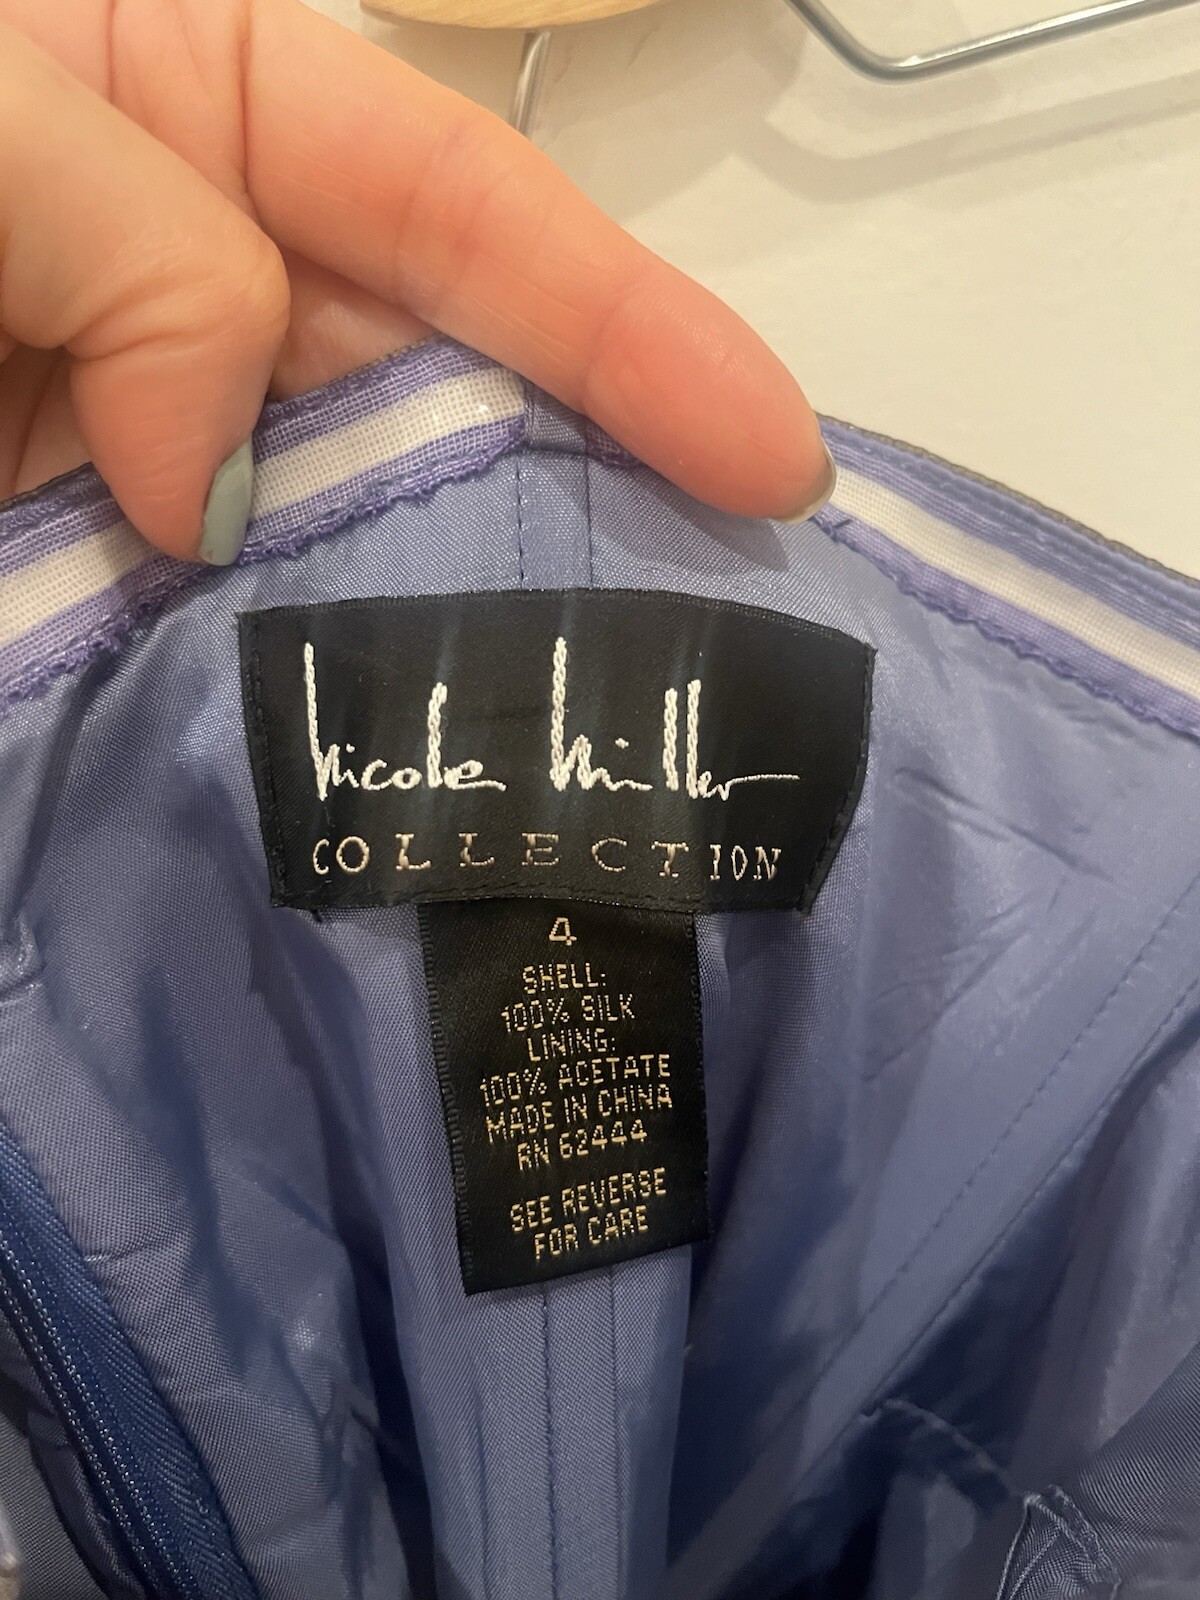 Nicole Miller
COLLECTION
4
SHELL:
100% SILK
LINING:
100% ACETATE
MADE IN CHINA
RN 62444
SEE REVERSE
FOR CARE